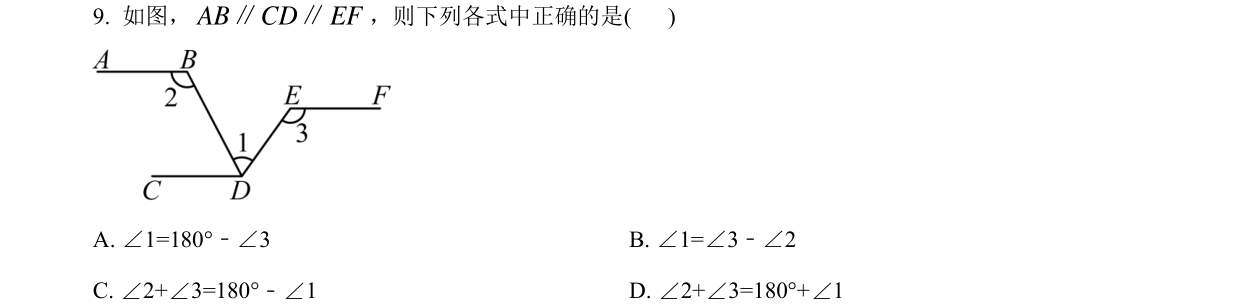 9. 如图， AB // CD // EF ，则下列各式中正确的是( )
A B
2 E F
1 3
C D
A. ∠1=180° - ∠3 B. ∠1=∠3 - ∠2
C. ∠2+∠3=180° - ∠1 D. ∠2+∠3=180°+∠1